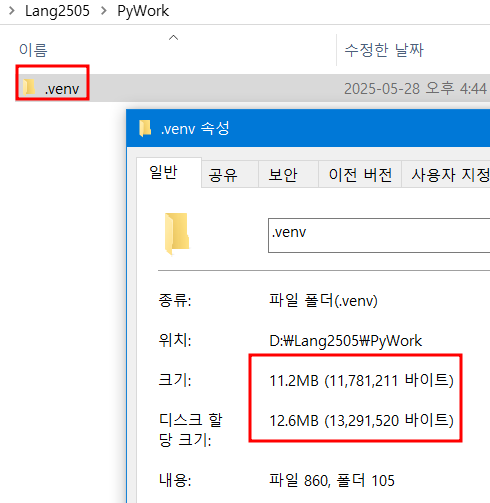 > Lang2505 > PyWork
이름 수정한 날짜
.venv 2025-05-28 오후 4:44
.venv 속성
일반 공유 보안 이전 버전 사용자 지정
.venv
종류: 파일 폴더(.venv)
위치: D:₩Lang2505₩PyWork
크기: 11.2MB (11,781,211 바이트)
디스크 할 12.6MB (13,291,520 바이트)
당 크기:
내용: 파일 860, 폴더 105